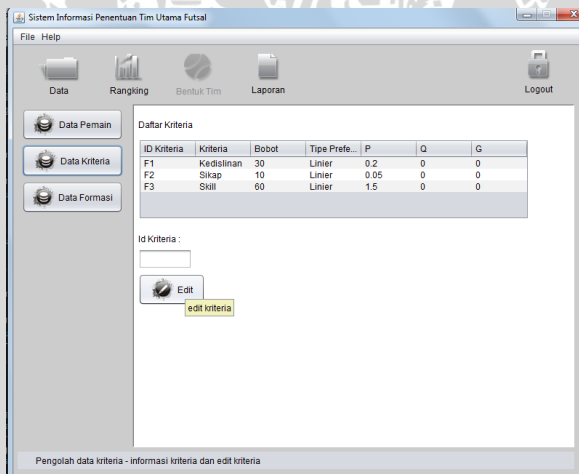 Sistem Informasi Penentuan Tim Utama Futsal
File Help
Data Rangking Bentuk Tim Laporan Logout
Data Pemain
Data Kriteria
Data Formasi
Daftar Kriteria
ID Kriteria Kriteria Bobot Tipe Prefe... P Q G
F1 Kedislinan 30 Linier 0.2 0 0
F2 Sikap 10 Linier 0.05 0 0
F3 Skill 60 Linier 1.5 0 0
Id Kriteria :
Edit
edit kriteria
Pengolah data kriteria - informasi kriteria dan edit kriteria